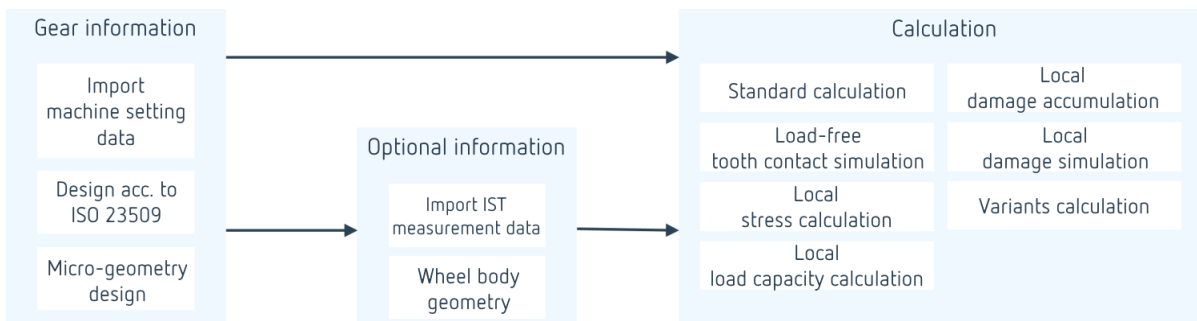 Gear information
Import
machine setting
data
Design acc. to
ISO 23509
Micro-geometry
design
Optional information
Import IST
measurement data
Wheel body
geometry
Calculation
Standard calculation
Load-free
tooth contact simulation
Local
stress calculation
Local
load capacity calculation
Local
damage accumulation
Local
damage simulation
Variants calculation